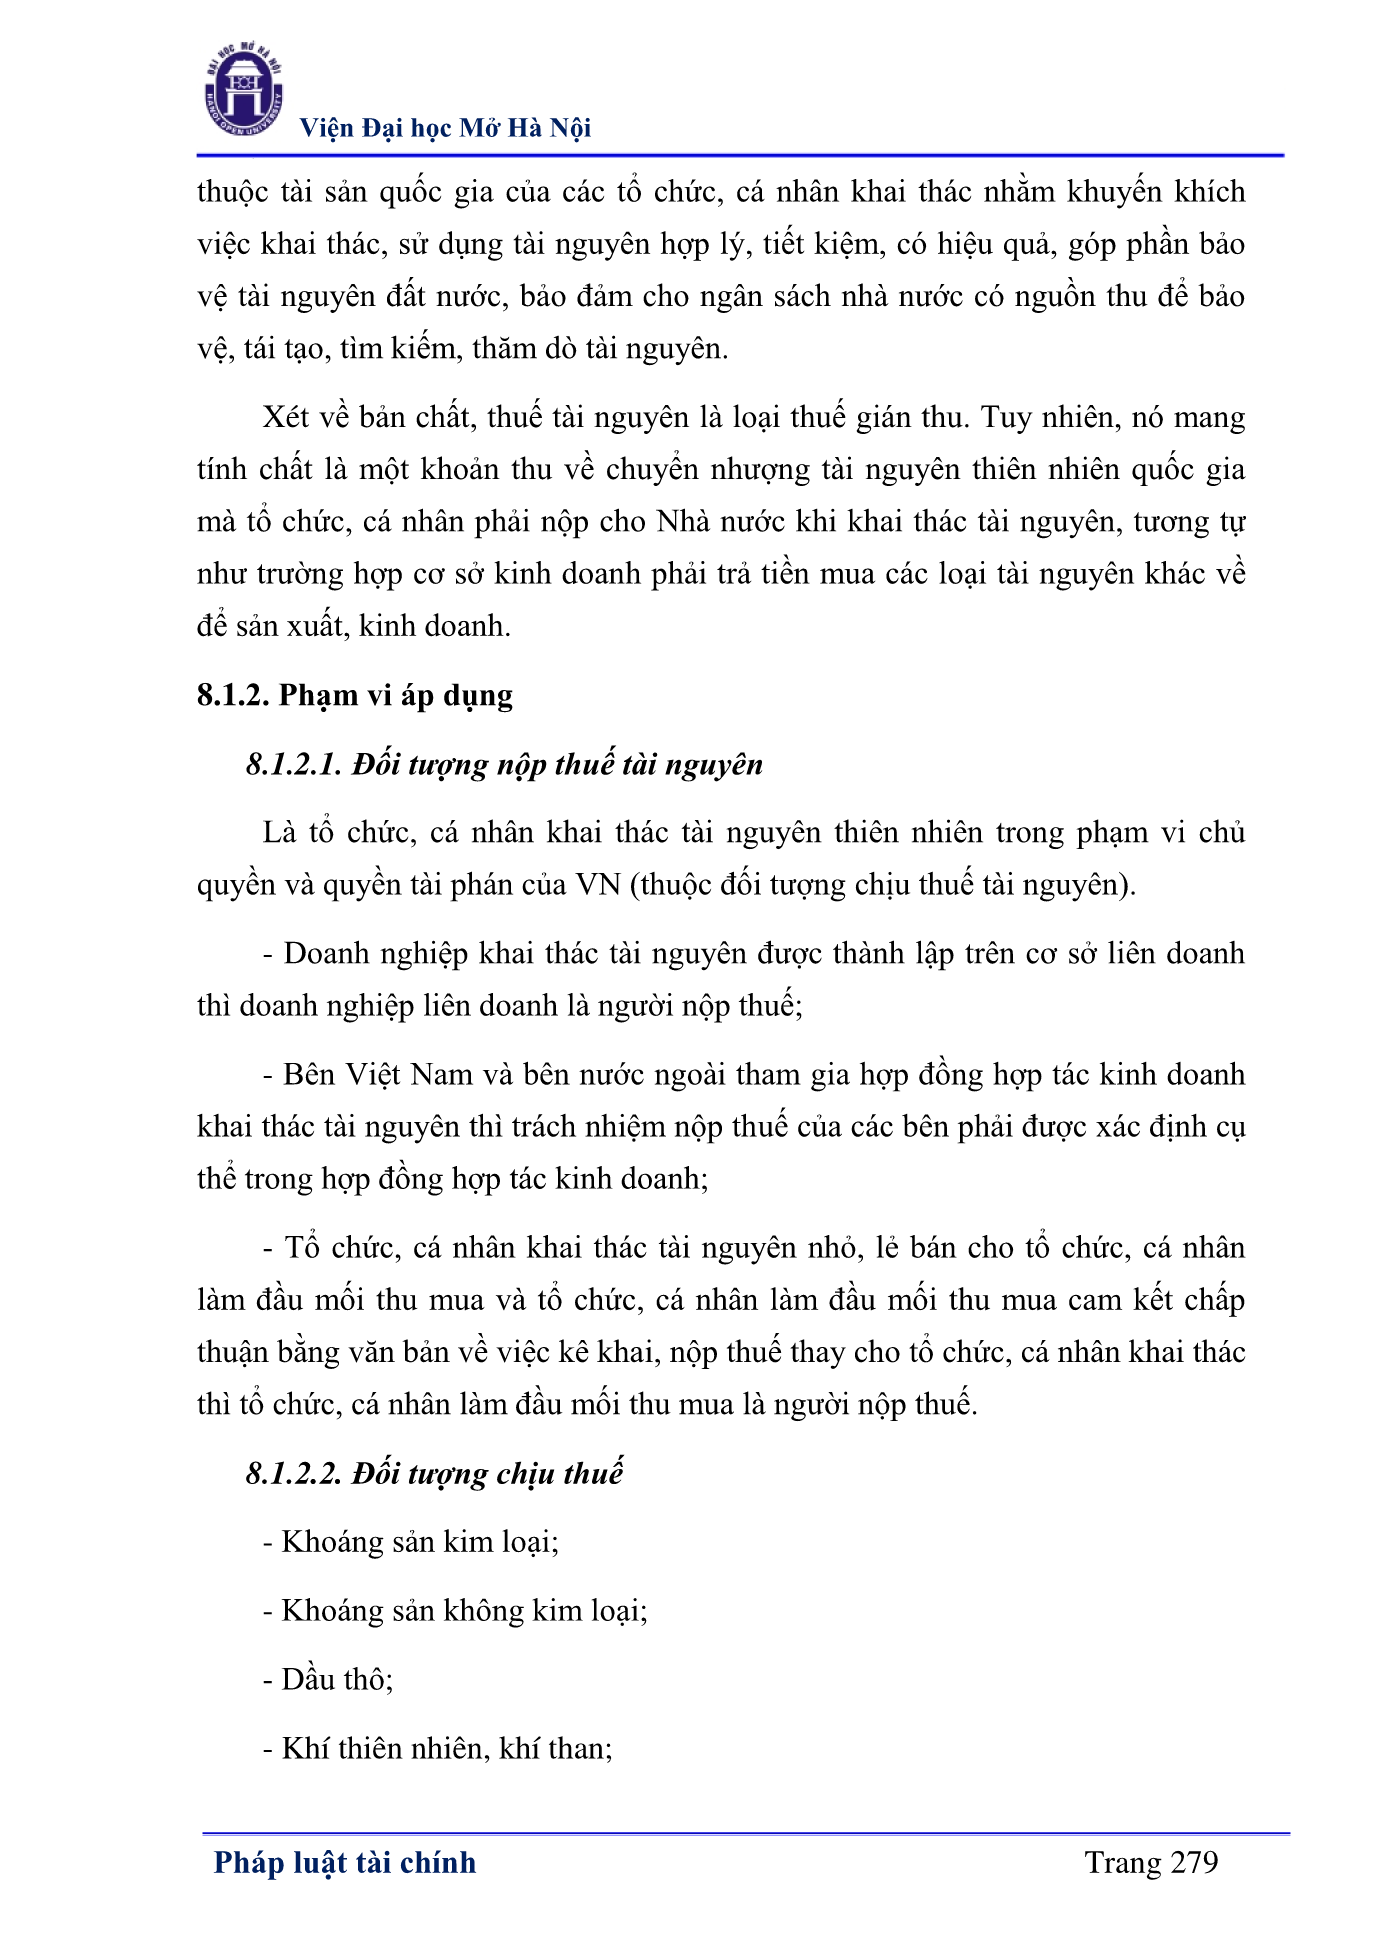 ĐẠI HỌC MỞ HÀ NỘI
HANOI OPEN UNIVERSITY
Viện Đại học Mở Hà Nội
thuộc tài sản quốc gia của các tổ chức, cá nhân khai thác nhằm khuyến khích
việc khai thác, sử dụng tài nguyên hợp lý, tiết kiệm, có hiệu quả, góp phần bảo
vệ tài nguyên đất nước, bảo đảm cho ngân sách nhà nước có nguồn thu để bảo
vệ, tái tạo, tìm kiếm, thăm dò tài nguyên.
Xét về bản chất, thuế tài nguyên là loại thuế gián thu. Tuy nhiên, nó mang
tính chất là một khoản thu về chuyển nhượng tài nguyên thiên nhiên quốc gia
mà tổ chức, cá nhân phải nộp cho Nhà nước khi khai thác tài nguyên, tương tự
như trường hợp cơ sở kinh doanh phải trả tiền mua các loại tài nguyên khác về
để sản xuất, kinh doanh.
8.1.2. Phạm vi áp dụng
8.1.2.1. Đối tượng nộp thuế tài nguyên
Là tổ chức, cá nhân khai thác tài nguyên thiên nhiên trong phạm vi chủ
quyền và quyền tài phán của VN (thuộc đối tượng chịu thuế tài nguyên).
- Doanh nghiệp khai thác tài nguyên được thành lập trên cơ sở liên doanh
thì doanh nghiệp liên doanh là người nộp thuế;
- Bên Việt Nam và bên nước ngoài tham gia hợp đồng hợp tác kinh doanh
khai thác tài nguyên thì trách nhiệm nộp thuế của các bên phải được xác định cụ
thể trong hợp đồng hợp tác kinh doanh;
- Tổ chức, cá nhân khai thác tài nguyên nhỏ, lẻ bán cho tổ chức, cá nhân
làm đầu mối thu mua và tổ chức, cá nhân làm đầu mối thu mua cam kết chấp
thuận bằng văn bản về việc kê khai, nộp thuế thay cho tổ chức, cá nhân khai thác
thì tổ chức, cá nhân làm đầu mối thu mua là người nộp thuế.
8.1.2.2. Đối tượng chịu thuế
- Khoáng sản kim loại;
- Khoáng sản không kim loại;
- Dầu thô;
- Khí thiên nhiên, khí than;
Pháp luật tài chính Trang 279